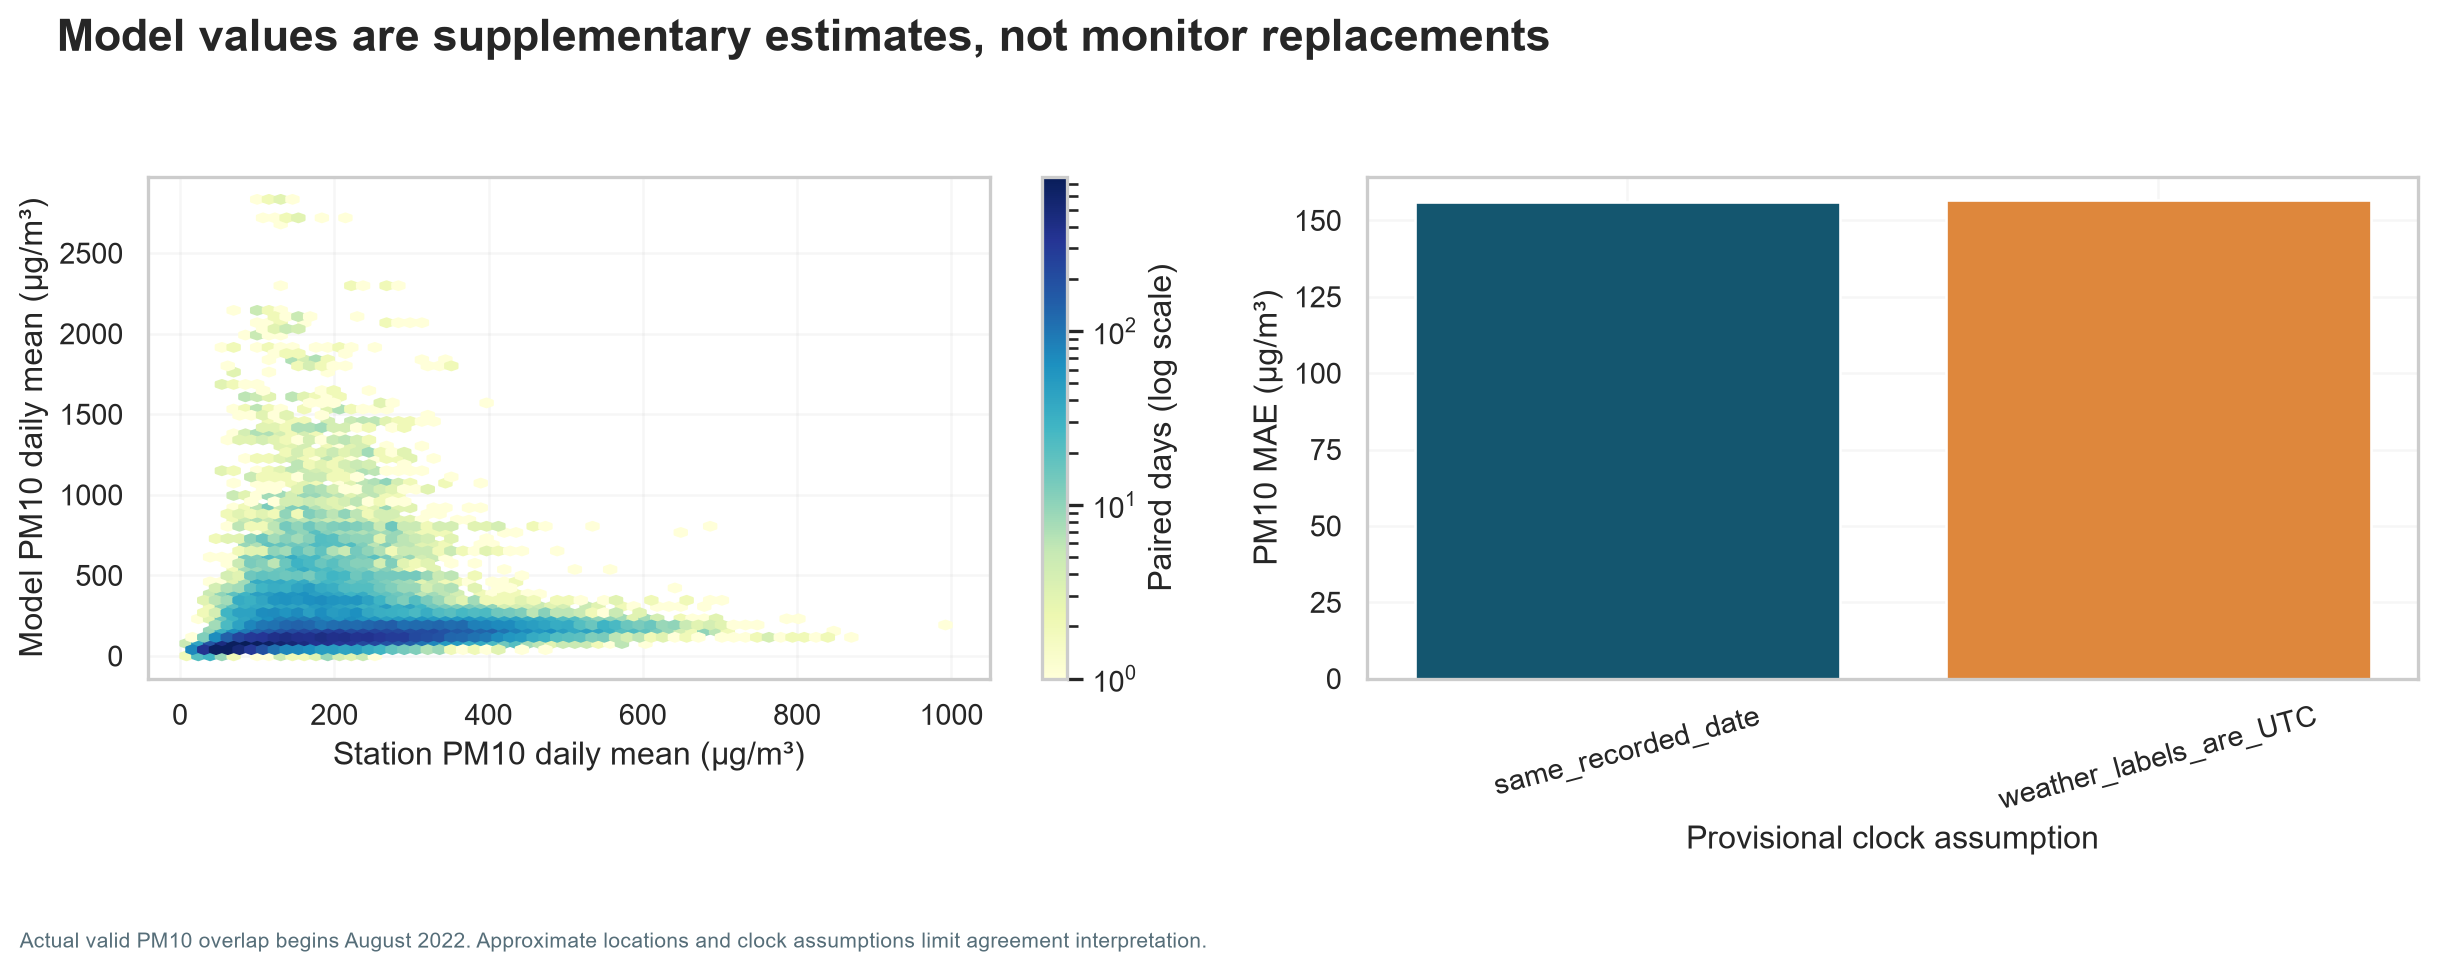 Model values are supplementary estimates, not monitor replacements
Model PM10 daily mean (µg/m³)
2500
2000
1500
1000
500
0
0 200 400 600 800 1000
Station PM10 daily mean (µg/m³)
10²
10¹
10⁰
Paired days (log scale)
PM10 MAE (µg/m³)
150
125
100
75
50
25
0
same_recorded_date
weather_labels_are_UTC
Provisional clock assumption
Actual valid PM10 overlap begins August 2022. Approximate locations and clock assumptions limit agreement interpretation.